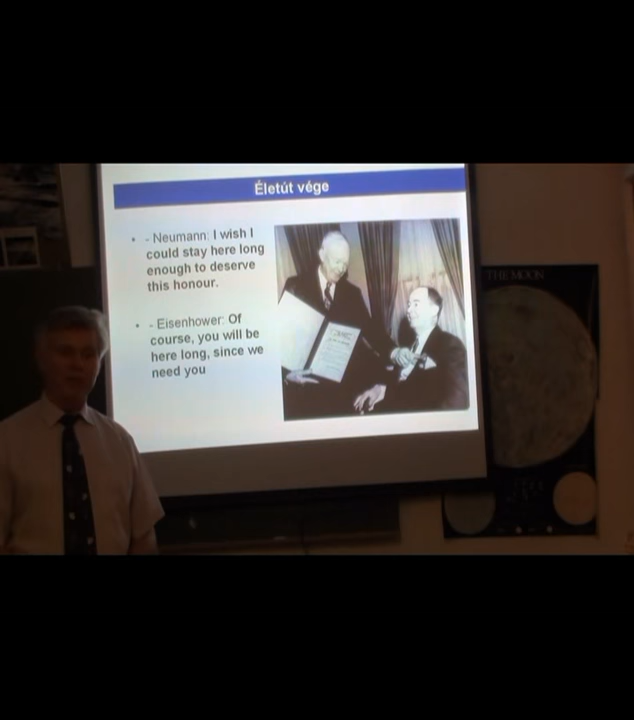 Életút vége
- Neumann: I wish I
could stay here long
enough to deserve
this honour.
- Eisenhower: Of
course, you will be
here long, since we
need you
THE MOON